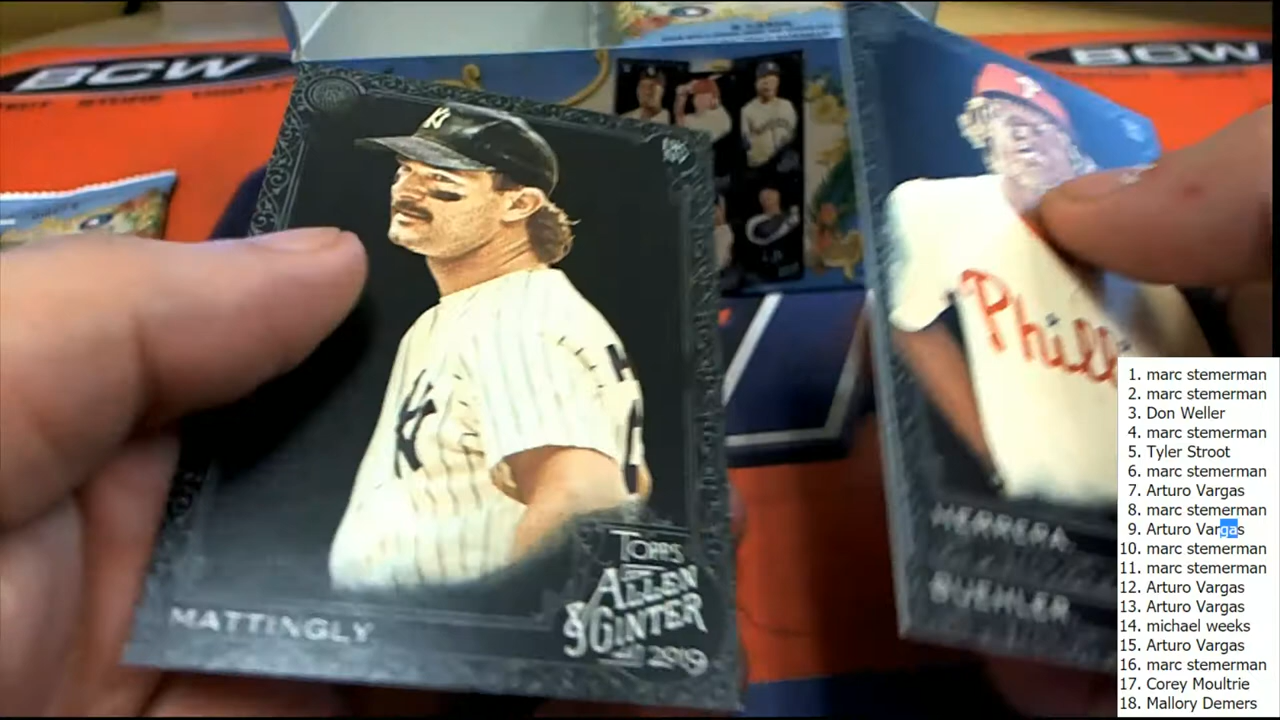 BCW
BCW
NY
P
NY
Phill
HERRERA
BUEHLER
MATTINGLY
TOPPS
ALLEN
& GINTER
2019
1. marc stemerman
2. marc stemerman
3. Don Weller
4. marc stemerman
5. Tyler Stroot
6. marc stemerman
7. Arturo Vargas
8. marc stemerman
9. Arturo Vargas
10. marc stemerman
11. marc stemerman
12. Arturo Vargas
13. Arturo Vargas
14. michael weeks
15. Arturo Vargas
16. marc stemerman
17. Corey Moultrie
18. Mallory Demers